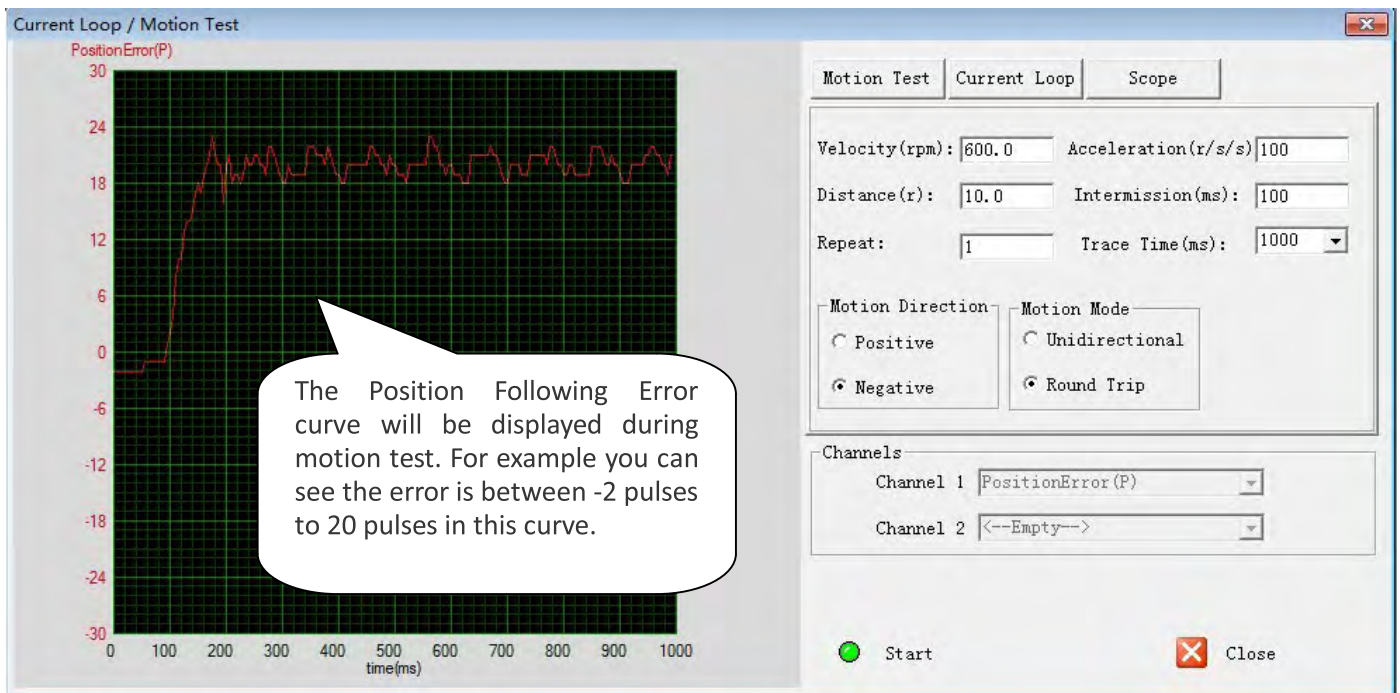 Current Loop / Motion Test
PositionError(P)
30
24
18
12
6
0
-6
-12
-18
-24
-30
0 100 200 300 400 500 600 700 800 900 1000
time(ms)
The Position Following Error
curve will be displayed during
motion test. For example you can
see the error is between -2 pulses
to 20 pulses in this curve.
Motion Test Current Loop Scope
Velocity(rpm): 600.0 Acceleration(r/s/s) 100
Distance(r): 10.0 Intermission(ms): 100
Repeat: 1 Trace Time(ms): 1000
Motion Direction Motion Mode
Positive Unidirectional
Negative Round Trip
Channels
Channel 1 PositionError(P)
Channel 2 <--Empty-->
Start Close